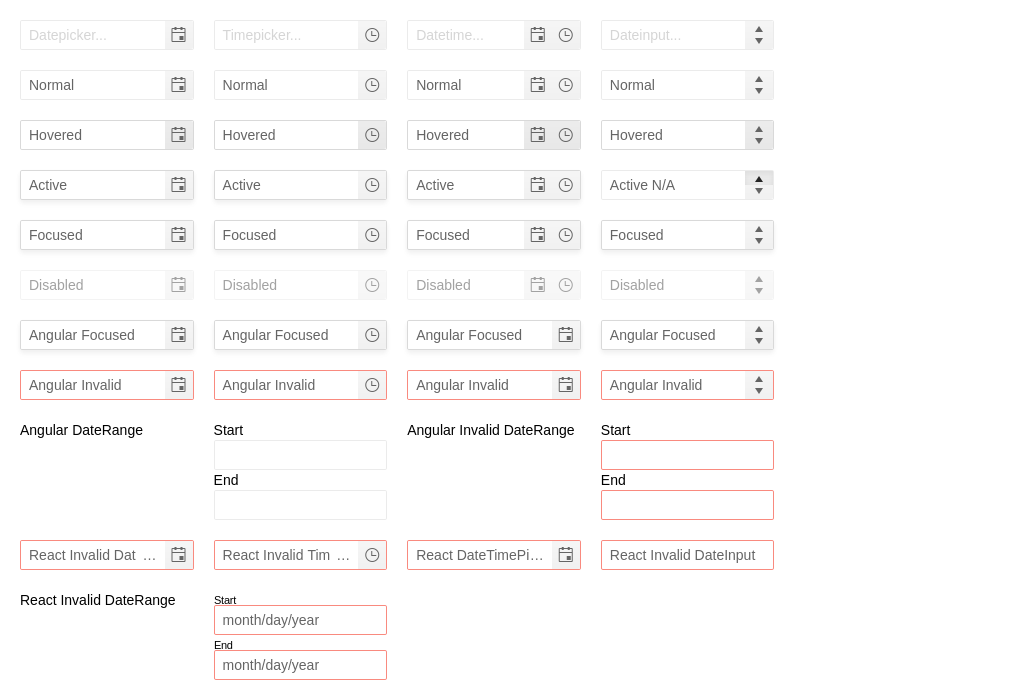 Datepicker... Timepicker... Datetime... Dateinput...
Normal Normal Normal Normal
Hovered Hovered Hovered Hovered
Active Active Active Active N/A
Focused Focused Focused Focused
Disabled Disabled Disabled Disabled
Angular Focused Angular Focused Angular Focused Angular Focused
Angular Invalid Angular Invalid Angular Invalid Angular Invalid
Angular DateRange Start Angular Invalid DateRange Start
End End
React Invalid Dat ... React Invalid Tim ... React DateTimePi... React Invalid DateInput
React Invalid DateRange Start
month/day/year
End
month/day/year